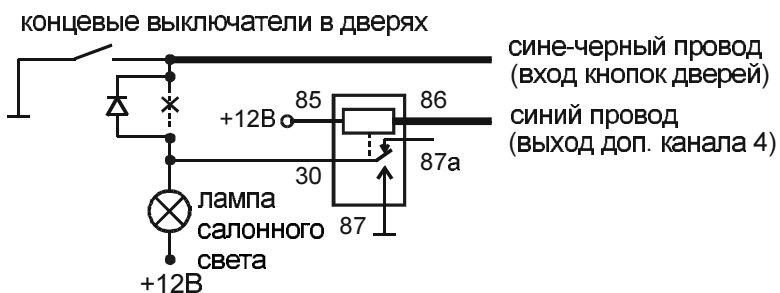 концевые выключатели в дверях
сине-черный провод
(вход кнопок дверей)
85
86
+12В
синий провод
(выход доп. канала 4)
87а
30
лампа
салонного
света
87
+12В